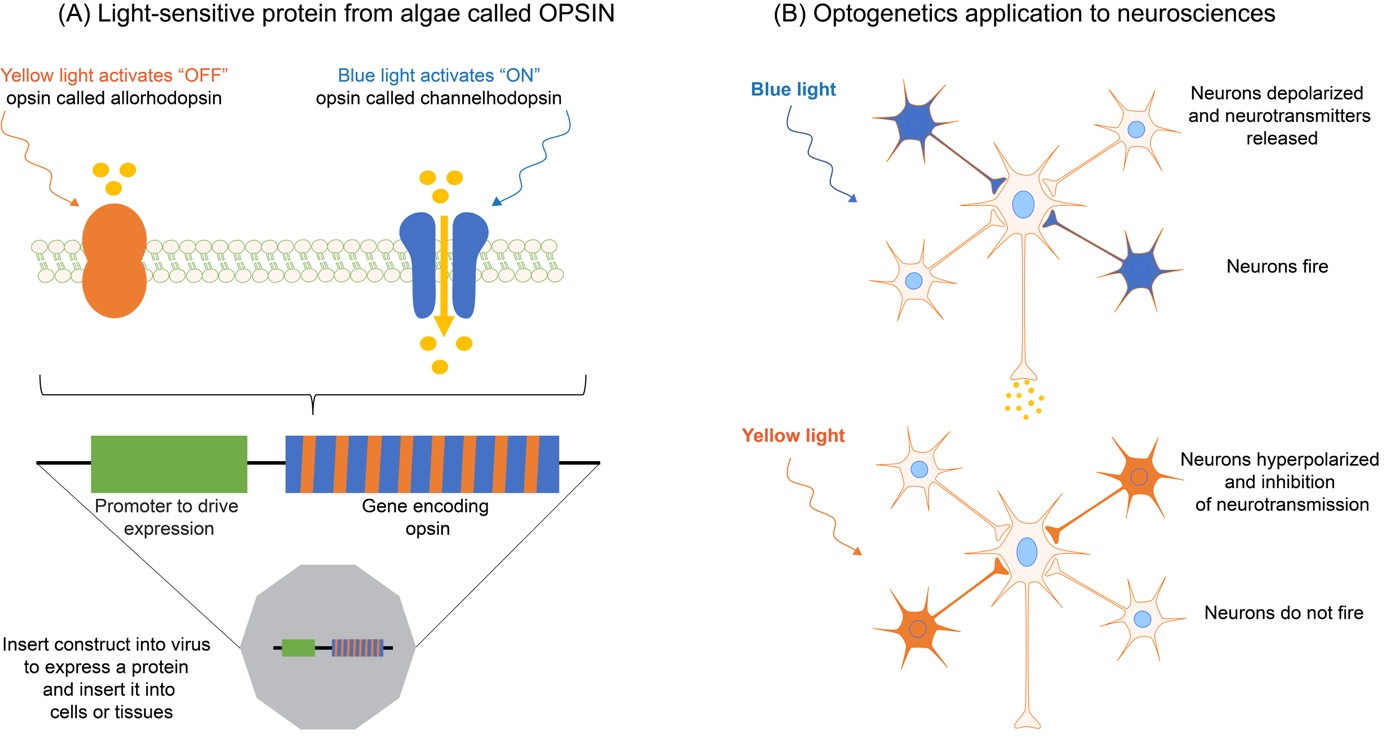 (A) Light-sensitive protein from algae called OPSIN
Yellow light activates “OFF”
opsin called allorhodopsin
Blue light activates “ON”
opsin called channelhodopsin
Promoter to drive
expression
Gene encoding
opsin
Insert construct into virus
to express a protein
and insert it into
cells or tissues
(B) Optogenetics application to neurosciences
Blue light
Neurons depolarized
and neurotransmitters
released
Neurons fire
Yellow light
Neurons hyperpolarized
and inhibition
of neurotransmission
Neurons do not fire